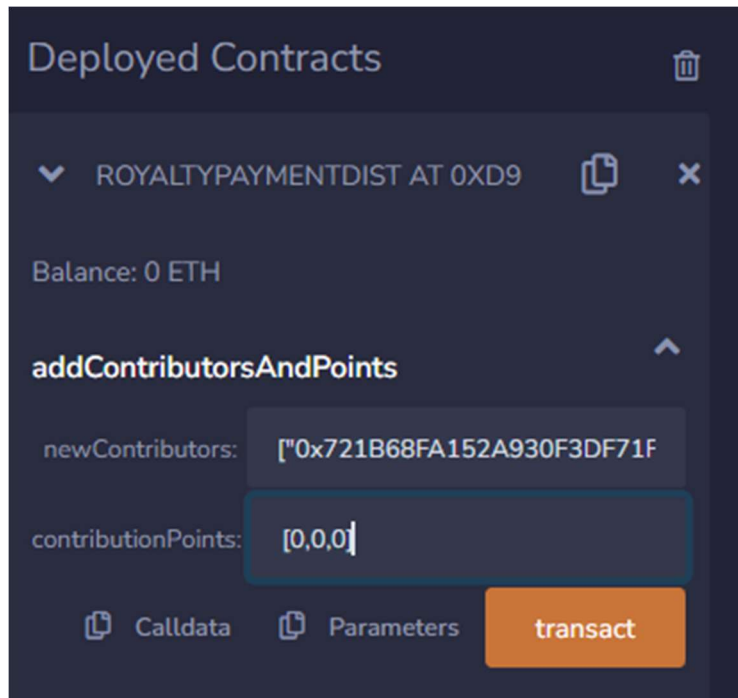 Deployed Contracts
ROYALTYPAYMENTDIST AT 0XD9
Balance: 0 ETH
addContributorsAndPoints
newContributors: ["0x721B68FA152A930F3DF71F
contributionPoints: [0,0,0]
Calldata Parameters transact